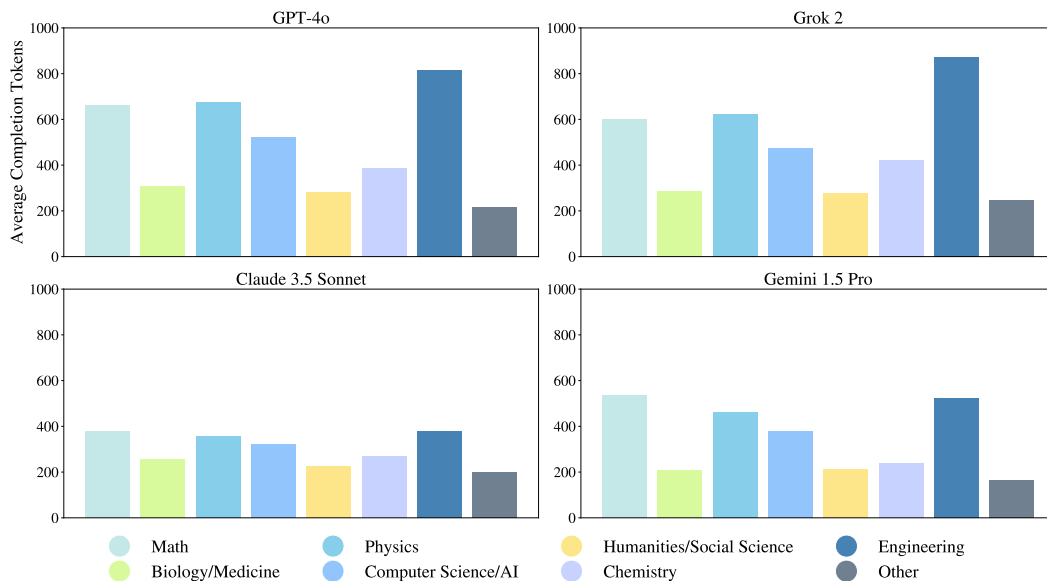 GPT-4o
Grok 2
Average Completion Tokens
1000
800
600
400
200
0
1000
800
600
400
200
0
Claude 3.5 Sonnet
Gemini 1.5 Pro
1000
800
600
400
200
0
1000
800
600
400
200
0
Math
Physics
Humanities/Social Science
Engineering
Biology/Medicine
Computer Science/AI
Chemistry
Other